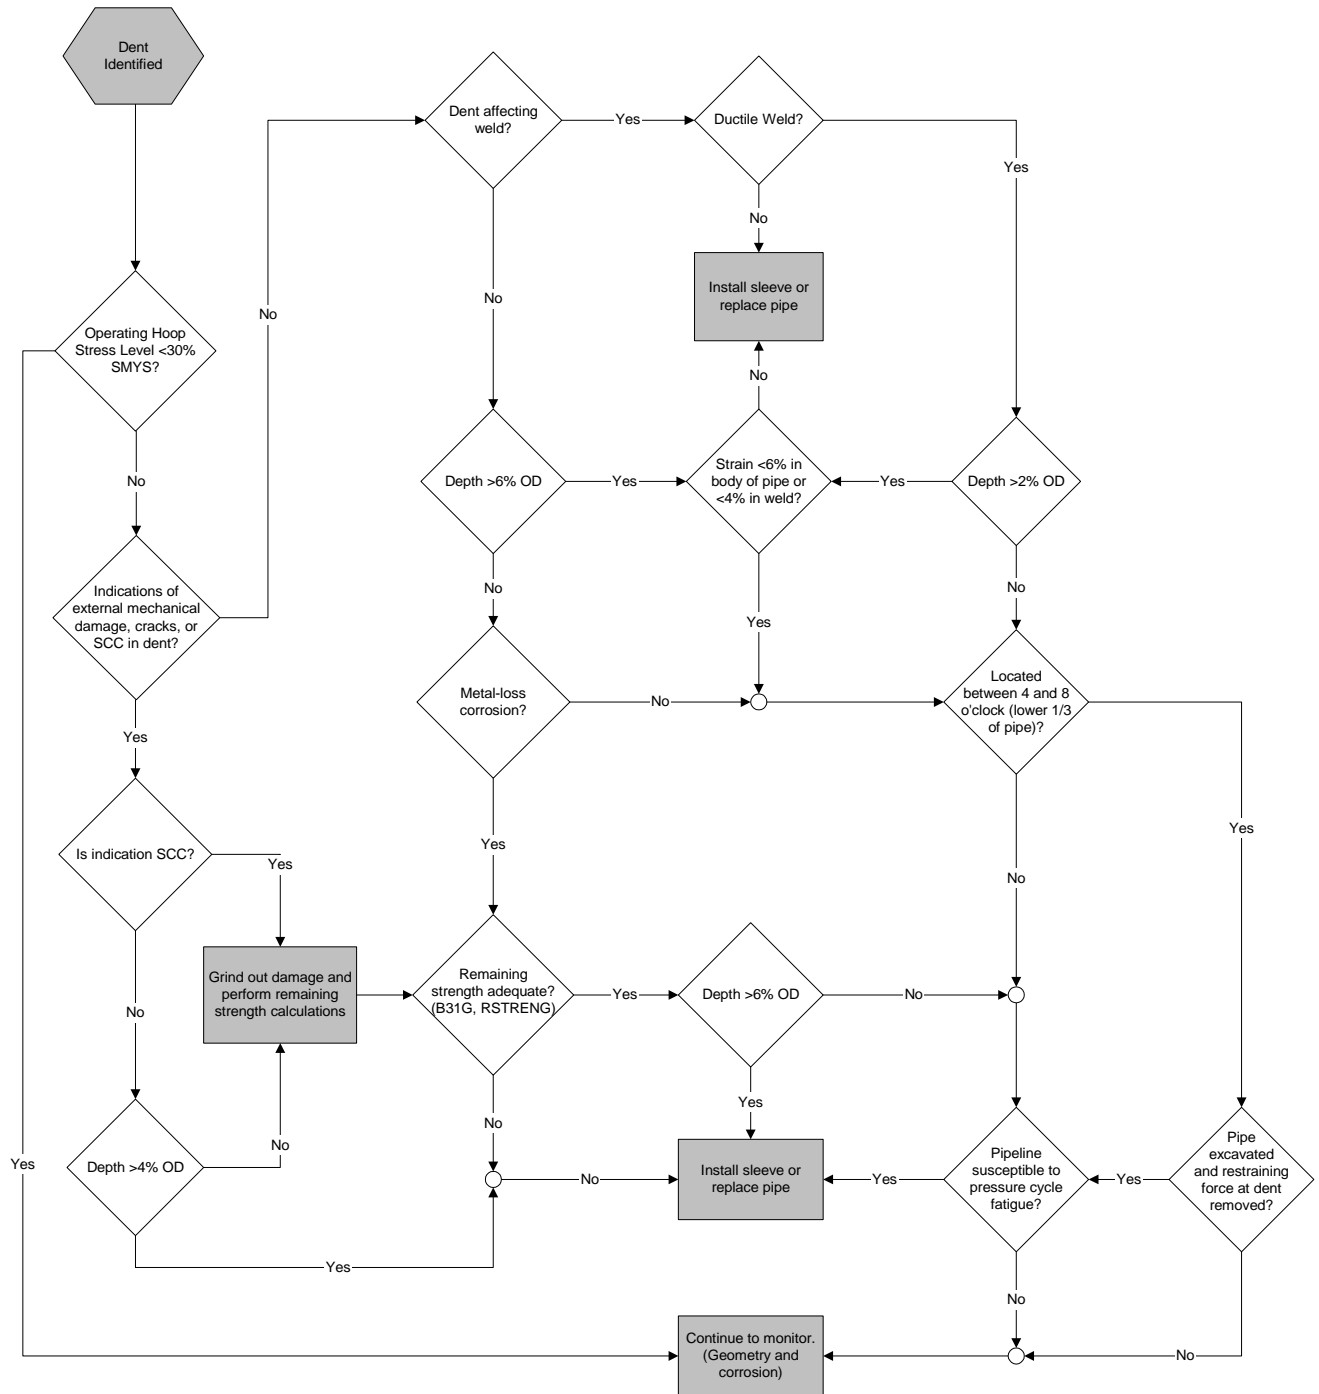 Dent
Identified
Dent affecting
weld?
Yes
Ductile Weld?
Yes
No
No
Install sleeve or
replace pipe
No
No
Operating Hoop
Stress Level <30%
SMYS?
No
Depth >6% OD
Yes
Strain <6% in
body of pipe or
<4% in weld?
Yes
Depth >2% OD
No
No
No
Indications of
external mechanical
damage, cracks, or
SCC in dent?
Yes
Metal-loss
corrosion?
No
Located
between 4 and 8
o'clock (lower 1/3
of pipe)?
Yes
Yes
Yes
Is indication SCC?
Yes
No
Grind out damage and
perform remaining
strength calculations
Remaining
strength adequate?
(B31G, RSTRENG)
Yes
Depth >6% OD
No
No
Yes
No
No
Depth >4% OD
Yes
No
Install sleeve or
replace pipe
Yes
Pipeline
susceptible to
pressure cycle
fatigue?
Yes
Pipe
excavated
and restraining
force at dent
removed?
Yes
No
Continue to monitor.
(Geometry and
corrosion)
No